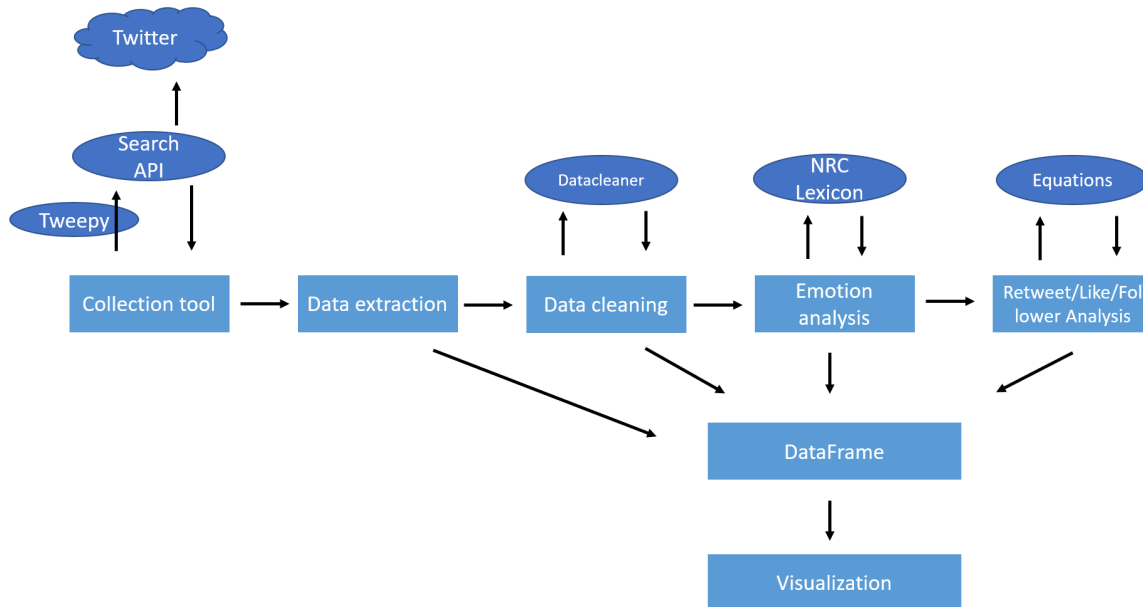 Twitter
Search
API
Tweepy
Datacleaner
NRC
Lexicon
Equations
Collection tool
Data extraction
Data cleaning
Emotion
analysis
Retweet/Like/Fol
lower Analysis
DataFrame
Visualization